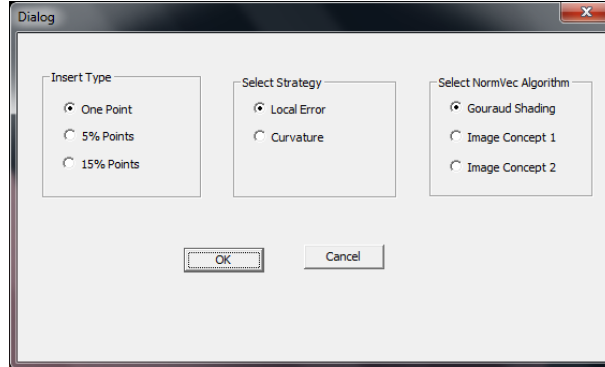 Dialog
Insert Type
One Point
5% Points
15% Points
Select Strategy
Local Error
Curvature
Select NormVec Algorithm
Gouraud Shading
Image Concept 1
Image Concept 2
OK
Cancel